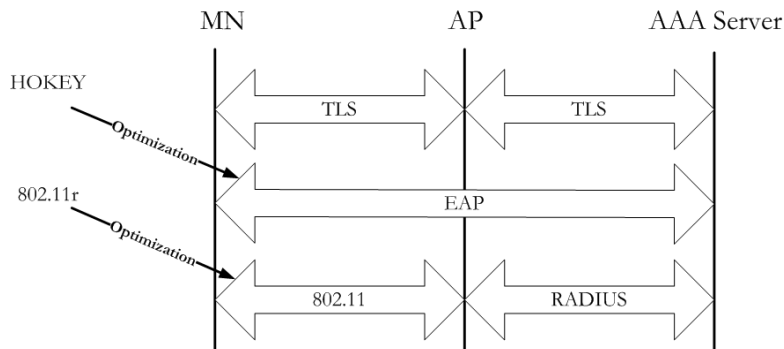 MN
AP
AAA Server
HOKEY
TLS
TLS
Optimization
802.11r
EAP
Optimization
802.11
RADIUS